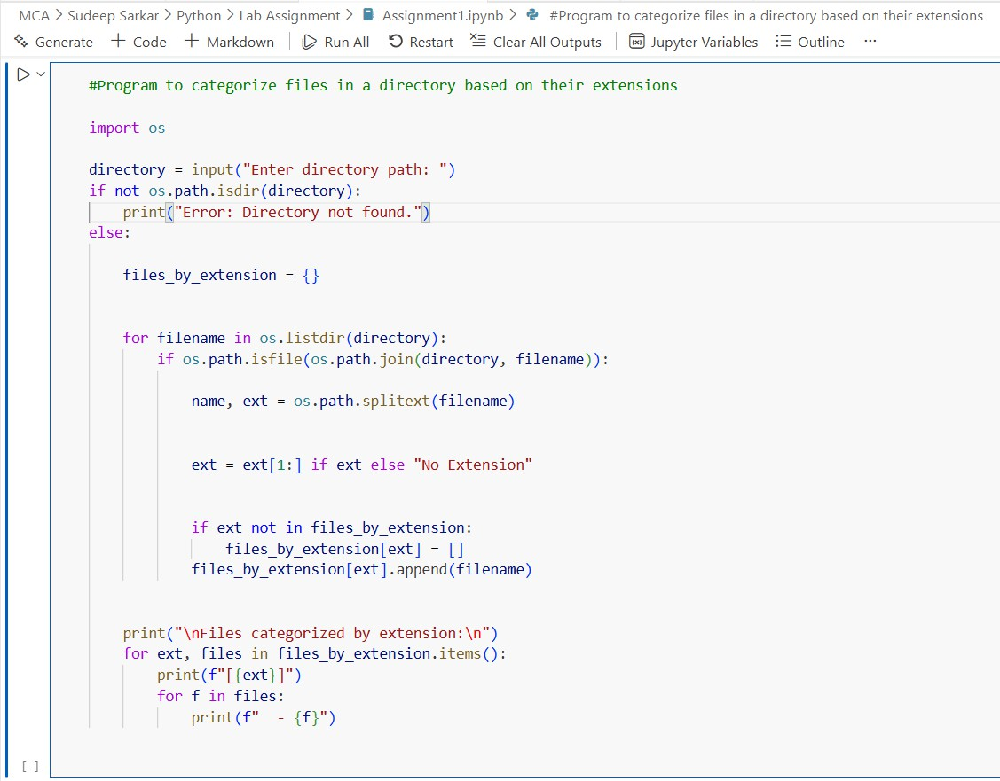 MCA > Sudeep Sarkar > Python > Lab Assignment > Assignment1.ipynb > #Program to categorize files in a directory based on their extensions
Generate + Code + Markdown | Run All Restart Clear All Outputs | Jupyter Variables Outline ...
#Program to categorize files in a directory based on their extensions
import os
directory = input("Enter directory path: ")
if not os.path.isdir(directory):
    print("Error: Directory not found.")
else:
    files_by_extension = {}
    for filename in os.listdir(directory):
        if os.path.isfile(os.path.join(directory, filename)):
            name, ext = os.path.splitext(filename)
            ext = ext[1:] if ext else "No Extension"
            if ext not in files_by_extension:
                files_by_extension[ext] = []
            files_by_extension[ext].append(filename)
    print("\nFiles categorized by extension:\n")
    for ext, files in files_by_extension.items():
        print(f"[{ext}]")
        for f in files:
            print(f"  - {f}")
[ ]